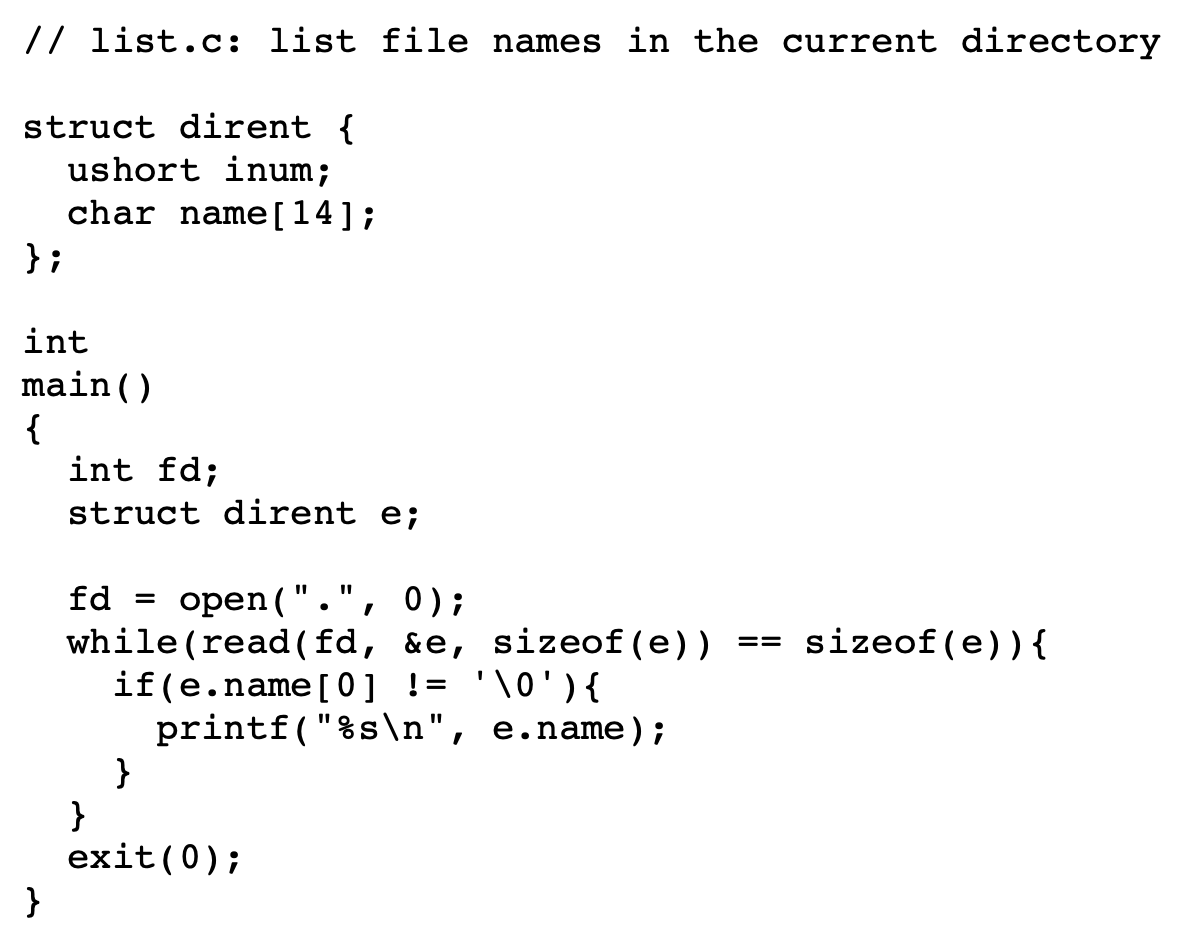 // list.c: list file names in the current directory

struct dirent {
  ushort inum;
  char name[14];
};

int
main()
{
  int fd;
  struct dirent e;

  fd = open(".", 0);
  while(read(fd, &e, sizeof(e)) == sizeof(e)){
    if(e.name[0] != '\0'){
      printf("%s\n", e.name);
    }
  }
  exit(0);
}